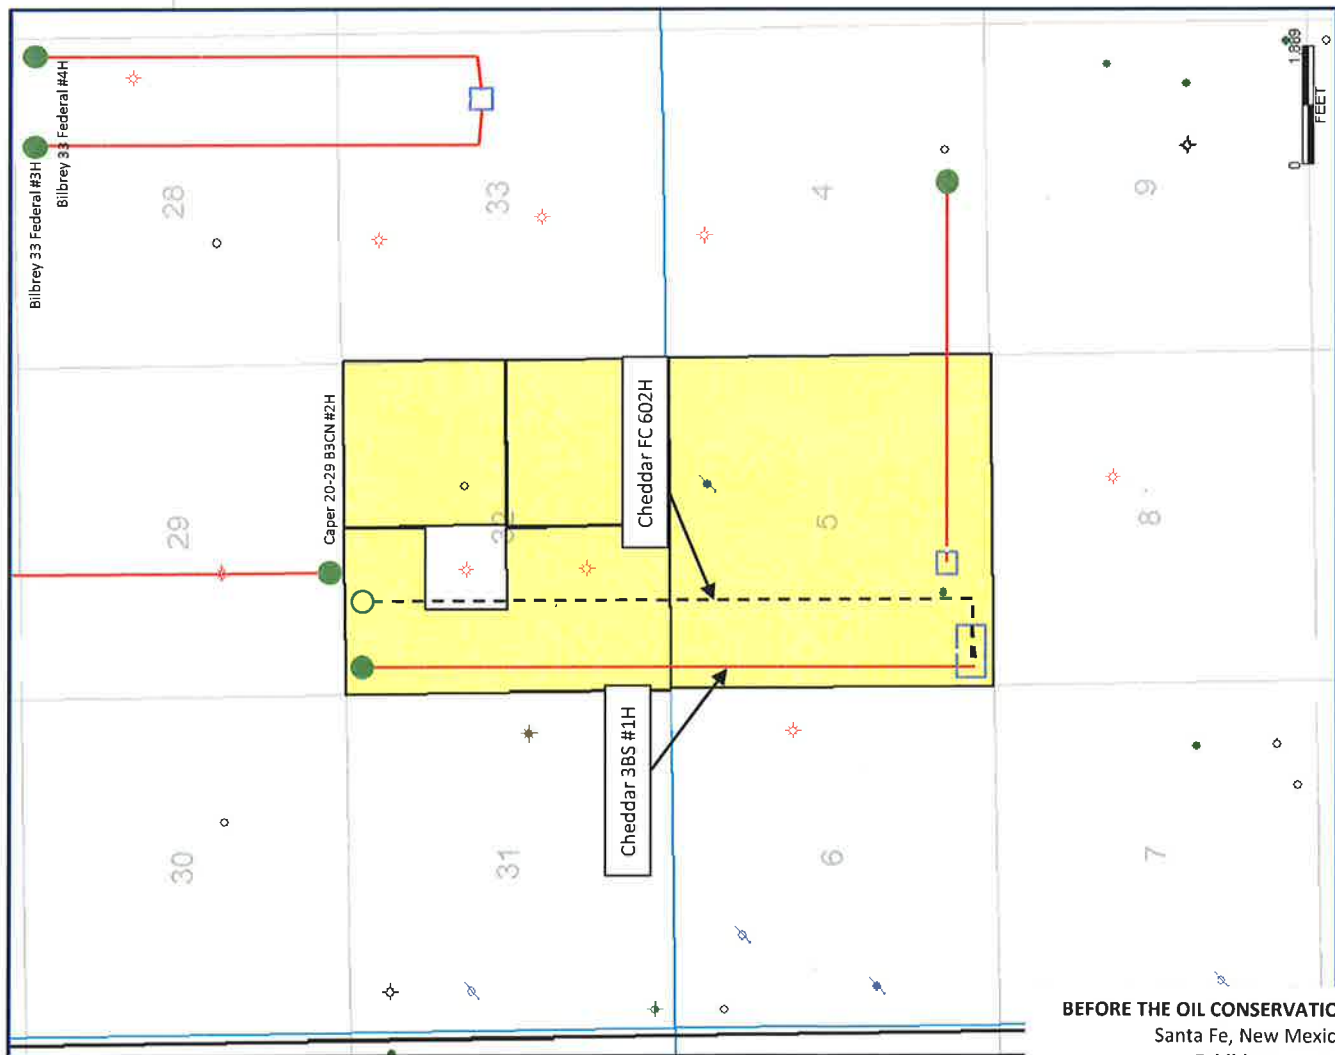 Bilbrey 33 Federal #4H
Bilbrey 33 Federal #3H
28
33
4
9
1,889
0
FEET
Caper 20-29 B3CN #2H
29
32
Cheddar FC 602H
5
8
Cheddar 3BS #1H
30
31
6
7
BEFORE THE OIL CONSERVATIO
Santa Fe, New Mexic